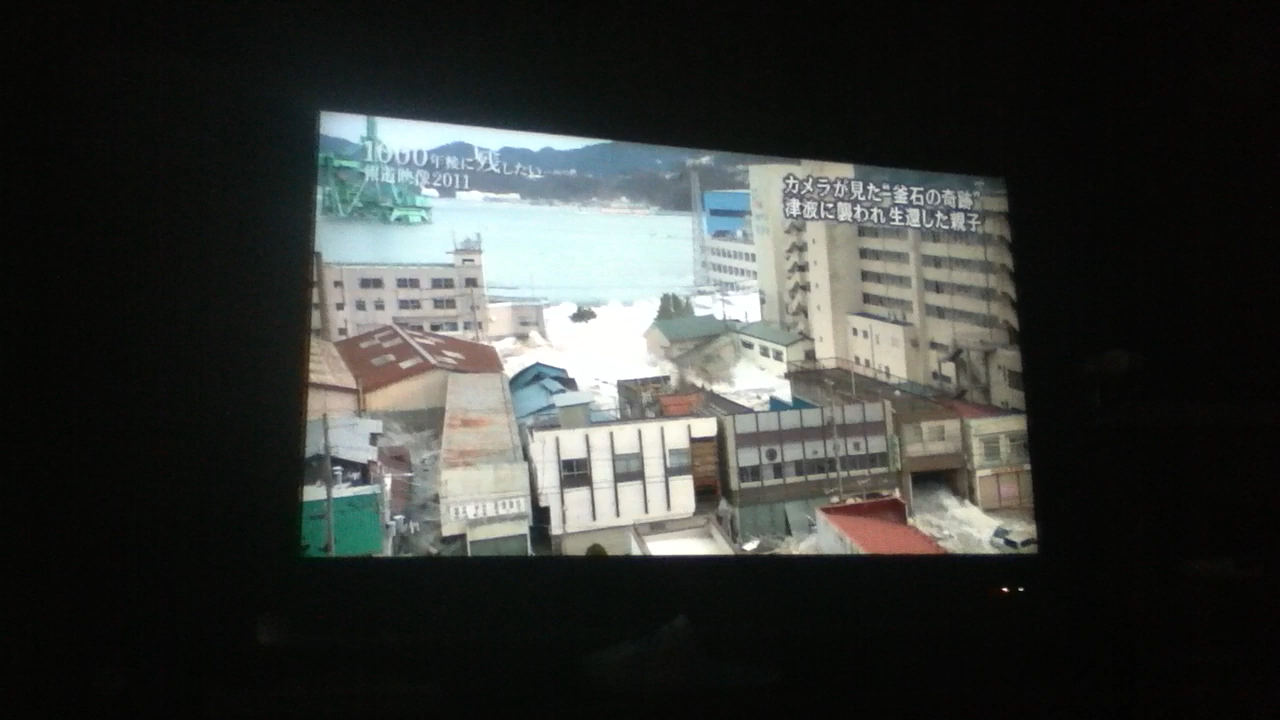 1000年後に残したい
報道映像2011
カメラが見た“釜石の奇跡”
津波に襲われ 生還した親子